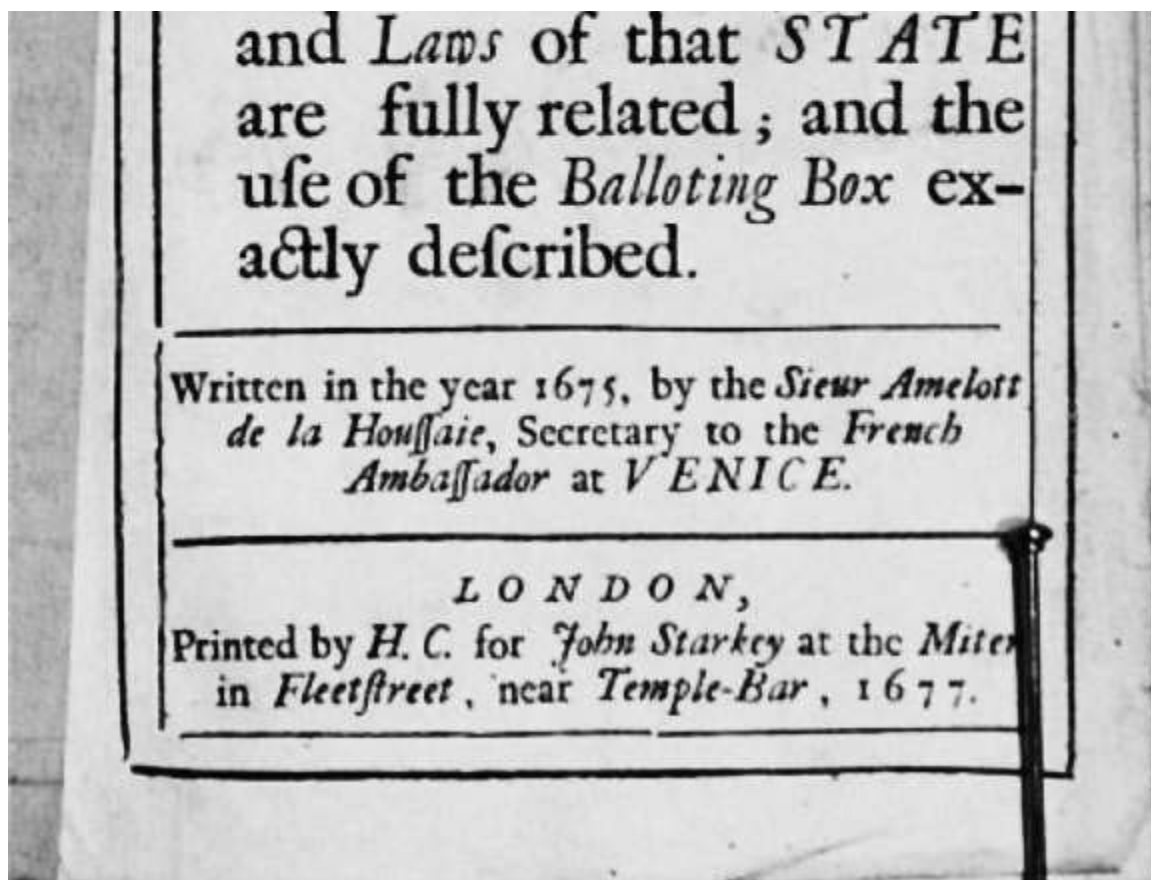 and Laws of that STATE
are fully related; and the
uſe of the Balloting Box ex-
actly deſcribed.
Written in the year 1675, by the Sieur Amelott
de la Houſſaie, Secretary to the French
Ambaſſador at VENICE.
LONDON,
Printed by H. C. for John Starkey at the Miter
in Fleetſtreet, near Temple-Bar, 1677.